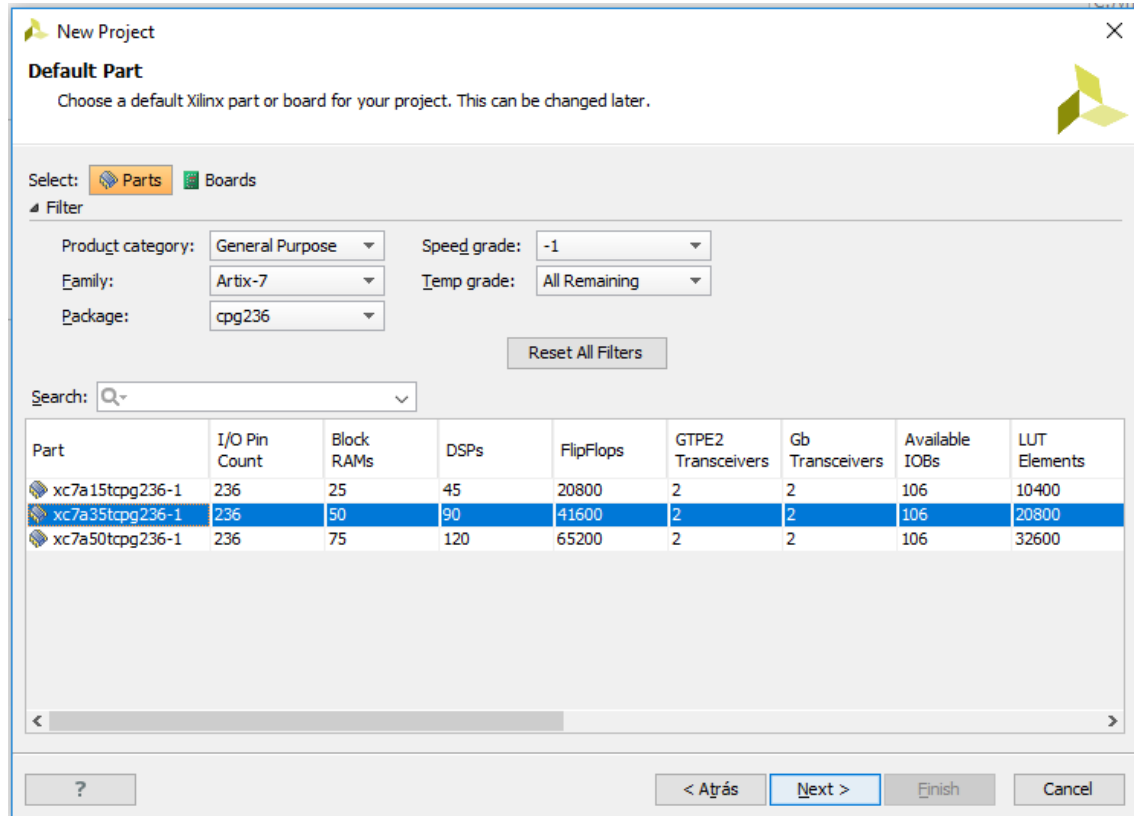 New Project
Default Part
Choose a default Xilinx part or board for your project. This can be changed later.
Select: Parts Boards
Filter
Product category: General Purpose Speed grade: -1
Family: Artix-7 Temp grade: All Remaining
Package: cpg236
Reset All Filters
Search:
Part I/O Pin Count Block RAMs DSPs FlipFlops GTPE2 Transceivers Gb Transceivers Available IOBs LUT Elements
xc7a15tcpg236-1 236 25 45 20800 2 2 106 10400
xc7a35tcpg236-1 236 50 90 41600 2 2 106 20800
xc7a50tcpg236-1 236 75 120 65200 2 2 106 32600
? < Atrás Next > Finish Cancel